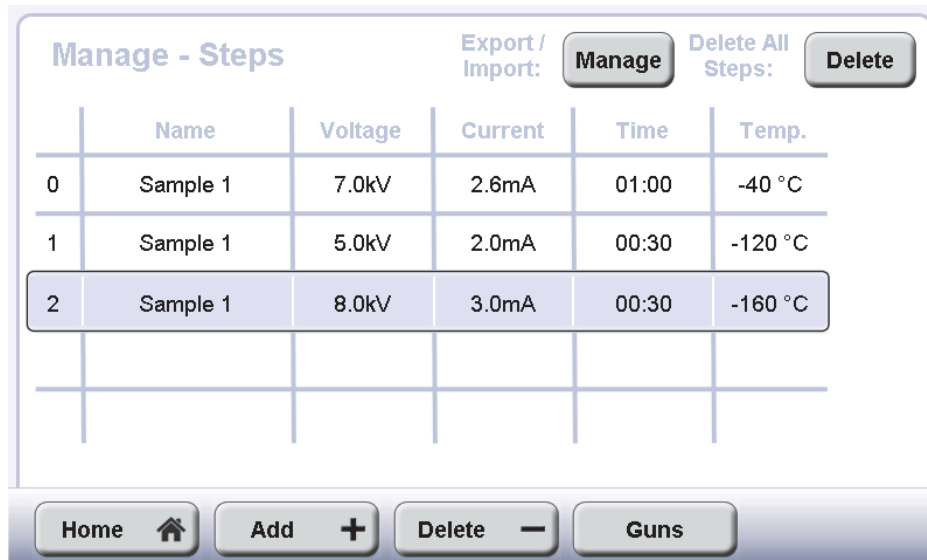 Manage - Steps
Export / Import:
Manage
Delete All Steps:
Delete
Name Voltage Current Time Temp.
0 Sample 1 7.0kV 2.6mA 01:00 -40 °C
1 Sample 1 5.0kV 2.0mA 00:30 -120 °C
2 Sample 1 8.0kV 3.0mA 00:30 -160 °C
Home Add + Delete − Guns